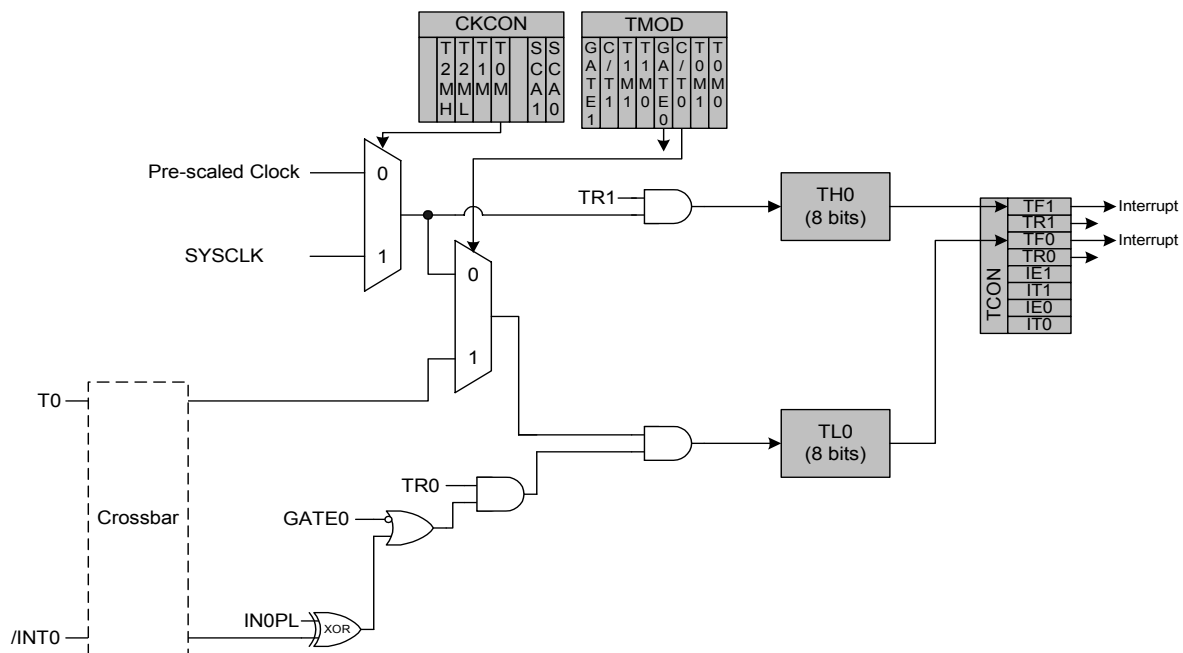 CKCON
T2MH
T2ML
T1M
T0M
SCA1
SCA0
TMOD
GATE1
C/T1
T1M1
T1M0
GATE0
C/T0
T0M1
T0M0
Pre-scaled Clock
0
SYSCLK
1
TR1
TH0
(8 bits)
TCON
TF1
TR1
TF0
TR0
IE1
IT1
IE0
IT0
Interrupt
Interrupt
0
1
T0
Crossbar
/INT0
TR0
GATE0
IN0PL
XOR
TL0
(8 bits)